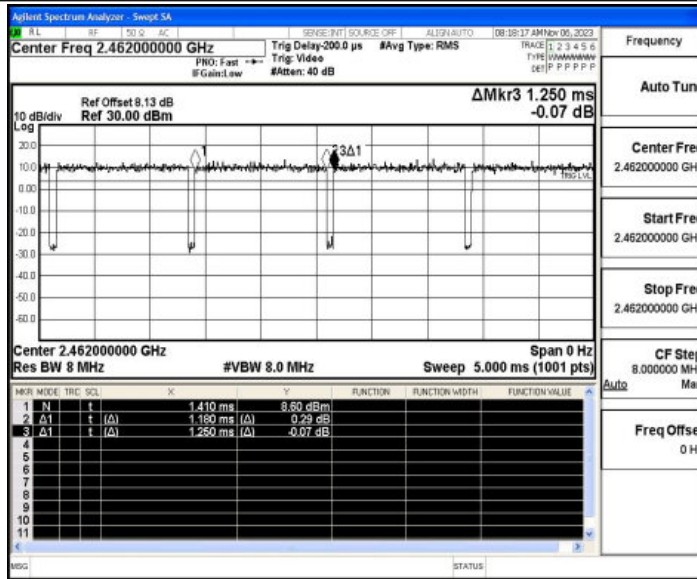 Agilent Spectrum Analyzer - Swept SA
RL RF 50 Ω AC SENSE:INT SOURCE OFF ALIGN AUTO 08:18:17 AM Nov 06, 2023
Center Freq 2.462000000 GHz
PNO: Fast
IFGain:Low
Trig Delay-200.0 µs
Trig: Video
#Atten: 40 dB
#Avg Type: RMS
TRACE 1 2 3 4 5 6
TYPE
DET P P P P P P
Ref Offset 8.13 dB
10 dB/div Ref 30.00 dBm
Log
ΔMkr3 1.250 ms
-0.07 dB
20.0
10.0
0.00
-10.0
-20.0
-30.0
-40.0
-50.0
-60.0
1
3Δ1
TRIG LVL
Center 2.462000000 GHz Span 0 Hz
Res BW 8 MHz #VBW 8.0 MHz Sweep 5.000 ms (1001 pts)
MKR MODE TRC SCL X Y FUNCTION FUNCTION WIDTH FUNCTION VALUE
1 N t 1.410 ms 8.60 dBm
2 Δ1 t (Δ) 1.180 ms (Δ) 0.29 dB
3 Δ1 t (Δ) 1.250 ms (Δ) -0.07 dB
4
5
6
7
8
9
10
11
MSG STATUS
Frequency
Auto Tun
Center Fre
2.462000000 GH
Start Fre
2.462000000 GH
Stop Fre
2.462000000 GH
CF Step
8.000000 MH
Auto Ma
Freq Offse
0 H